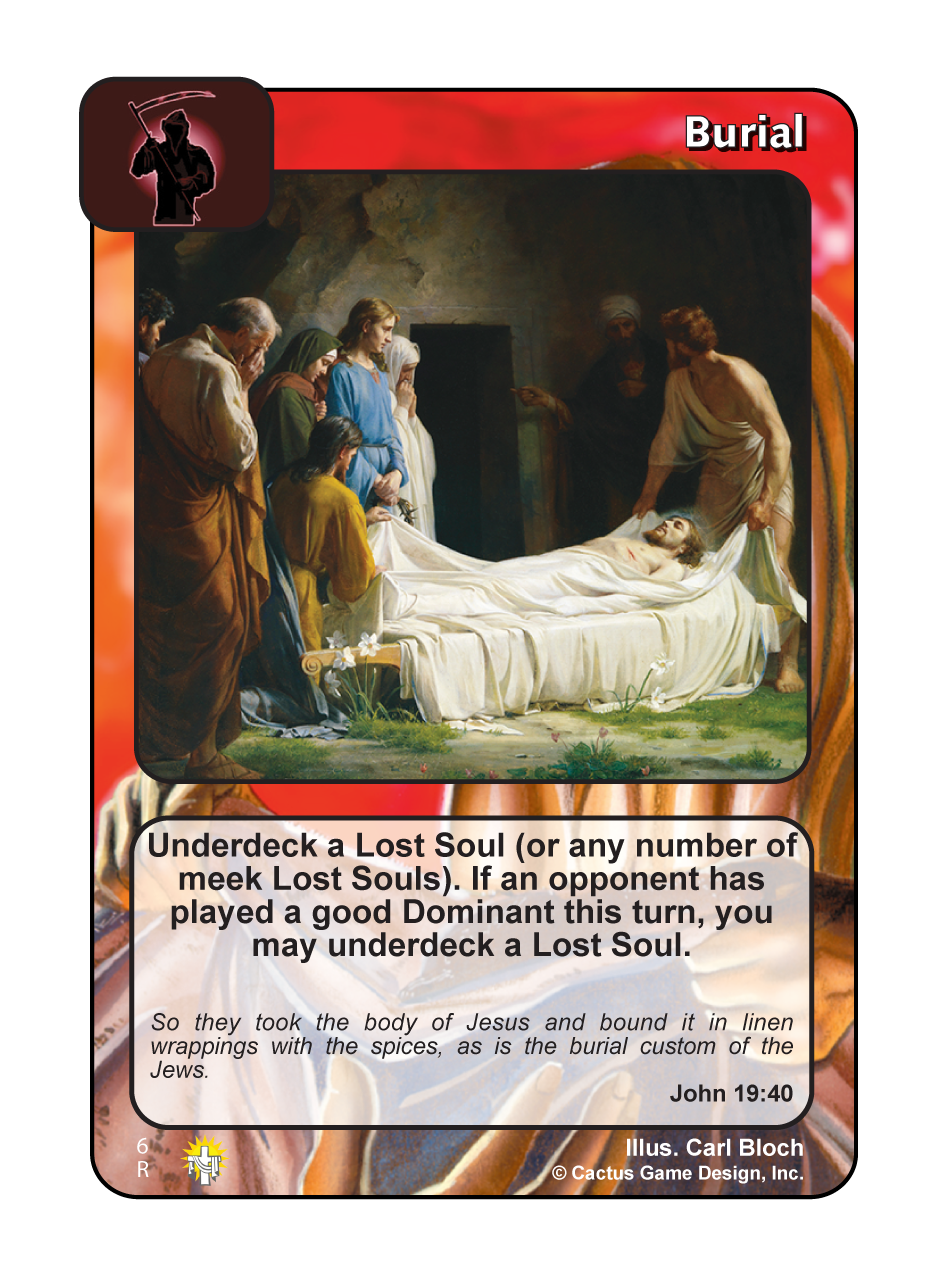 Burial
Underdeck a Lost Soul (or any number of
meek Lost Souls). If an opponent has
played a good Dominant this turn, you
may underdeck a Lost Soul.
So they took the body of Jesus and bound it in linen
wrappings with the spices, as is the burial custom of the
Jews.
John 19:40
6
R
Illus. Carl Bloch
© Cactus Game Design, Inc.